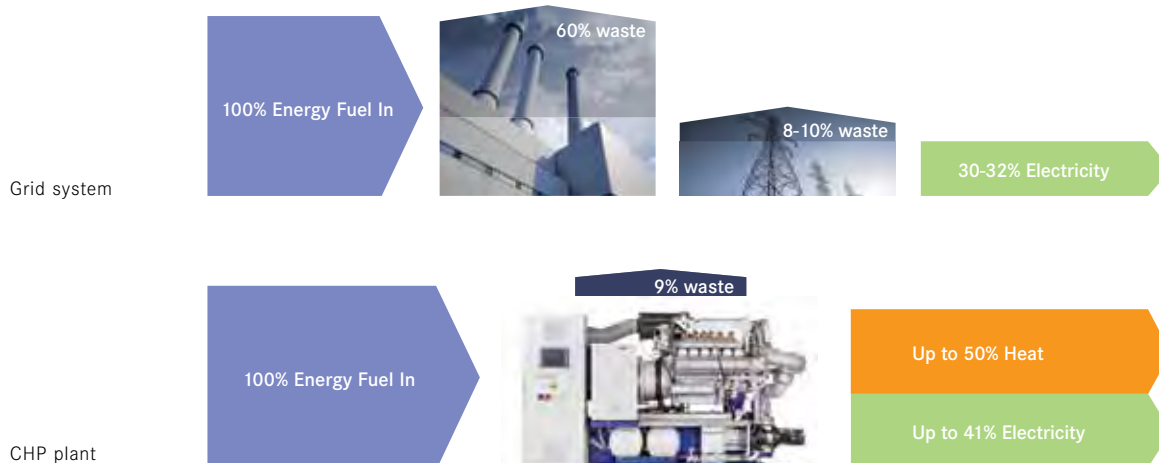 60% waste
100% Energy Fuel In
8-10% waste
30-32% Electricity
Grid system
9% waste
Up to 50% Heat
100% Energy Fuel In
Up to 41% Electricity
CHP plant